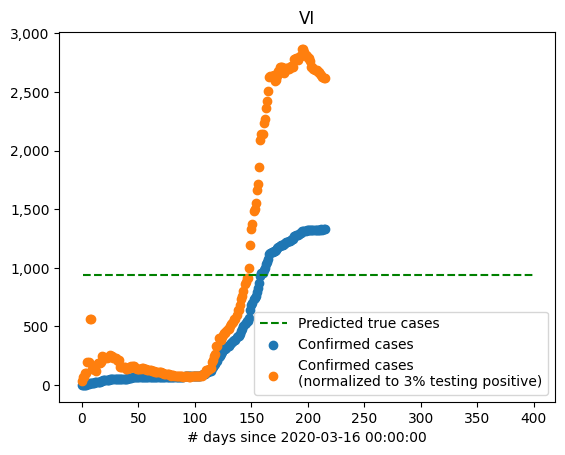 VI
3,000
2,500
2,000
1,500
1,000
500
0
Predicted true cases
Confirmed cases
Confirmed cases
(normalized to 3% testing positive)
0 50 100 150 200 250 300 350 400
# days since 2020-03-16 00:00:00